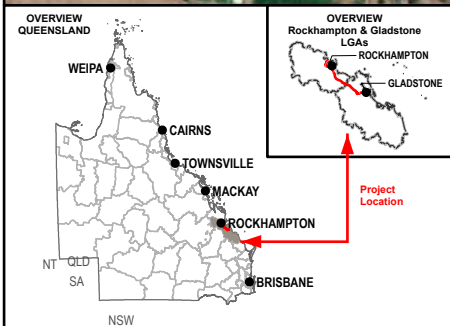 OVERVIEW
QUEENSLAND
WEIPA
CAIRNS
TOWNSVILLE
MACKAY
ROCKHAMPTON
BRISBANE
NT
QLD
SA
NSW
OVERVIEW
Rockhampton & Gladstone
LGAs
ROCKHAMPTON
GLADSTONE
Project
Location